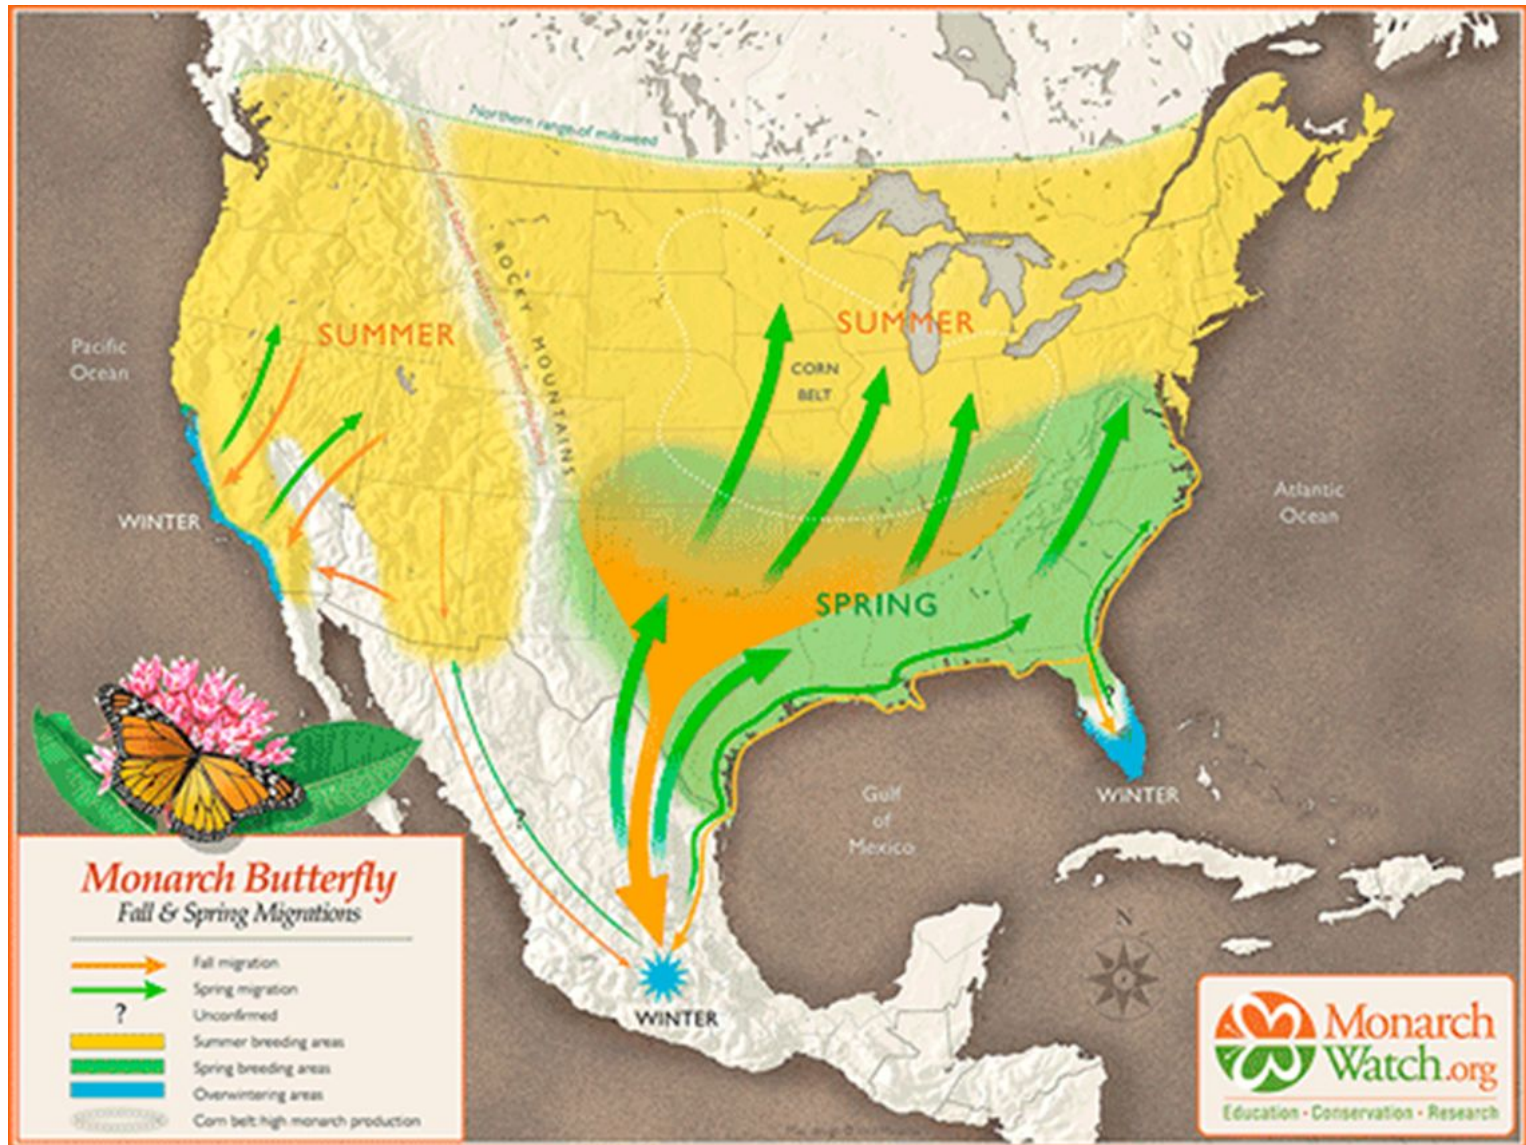 Northern range of milkweed
ROCKY MOUNTAINS
SUMMER
SUMMER
CORN
BELT
Pacific
Ocean
WINTER
Atlantic
Ocean
SPRING
?
?
WINTER
Gulf
of
Mexico
N
WINTER
Monarch Butterfly
Fall & Spring Migrations
Fall migration
Spring migration
? Unconfirmed
Summer breeding areas
Spring breeding areas
Overwintering areas
Corn belt: high monarch production
Monarch
Watch.org
Education • Conservation • Research